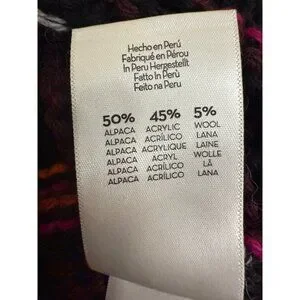 Hecho en Perú
Fabriqué en Pérou
In Peru Hergestellt
Fatto In Perù
Feito na Peru
50% 45% 5%
ALPACA ACRYLIC WOOL
ALPACA ACRÍLICO LANA
ALPACA ACRYLIQUE LAINE
ALPACA ACRYL WOLLE
ALPACA ACRÍLICO LÃ
ALPACA ACRILICO LANA